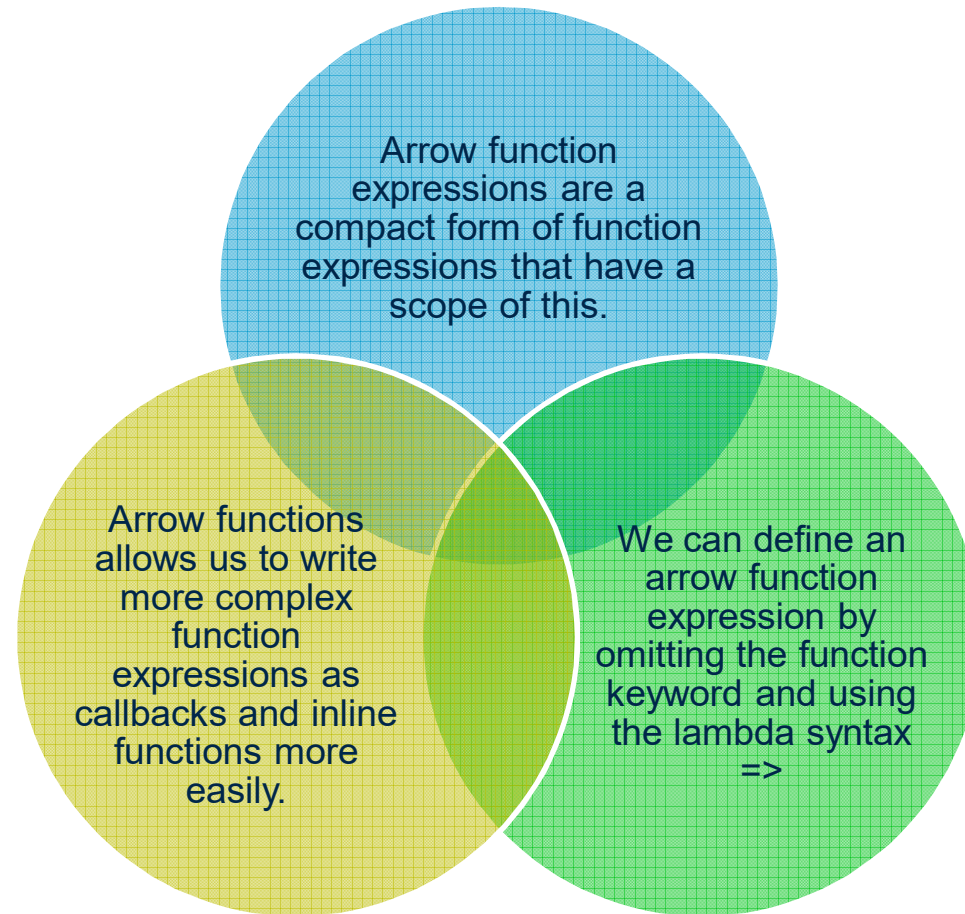 Arrow function
expressions are a
compact form of function
expressions that have a
scope of this.
Arrow functions
allows us to write
more complex
function
expressions as
callbacks and inline
functions more
easily.
We can define an
arrow function
expression by
omitting the function
keyword and using
the lambda syntax
=>